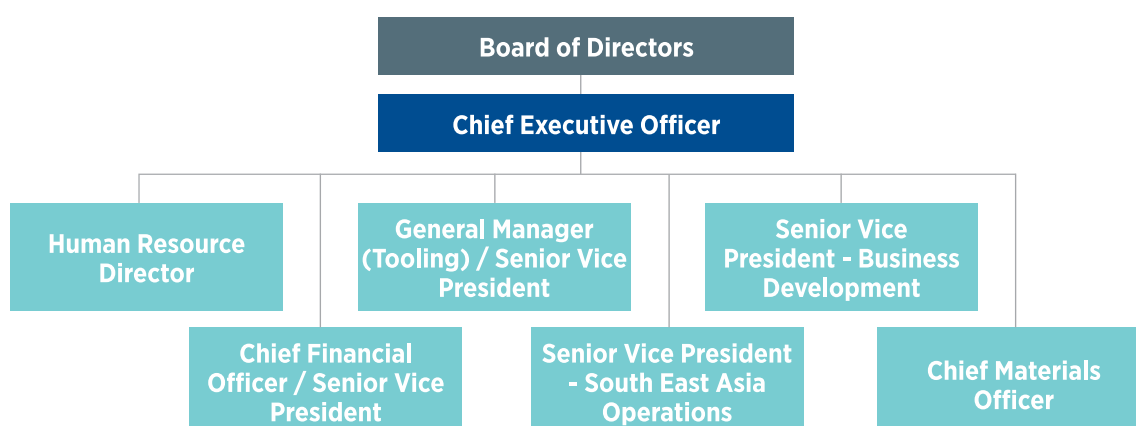 Board of Directors
Chief Executive Officer
Human Resource
Director
General Manager
(Tooling) / Senior Vice
President
Senior Vice
President - Business
Development
Chief Financial
Officer / Senior Vice
President
Senior Vice President
- South East Asia
Operations
Chief Materials
Officer